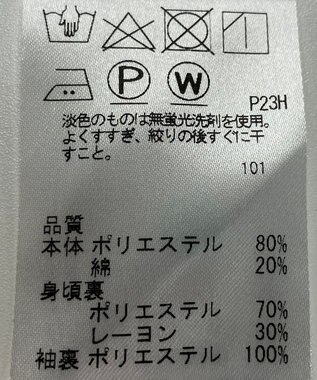 P
W
P23H
淡色のものは無蛍光洗剤を使用。
よくすすぎ、絞りの後すぐに干
すこと。
101
品質
本体 ポリエステル 80%
綿 20%
身頃裏
ポリエステル 70%
レーヨン 30%
袖裏 ポリエステル 100%